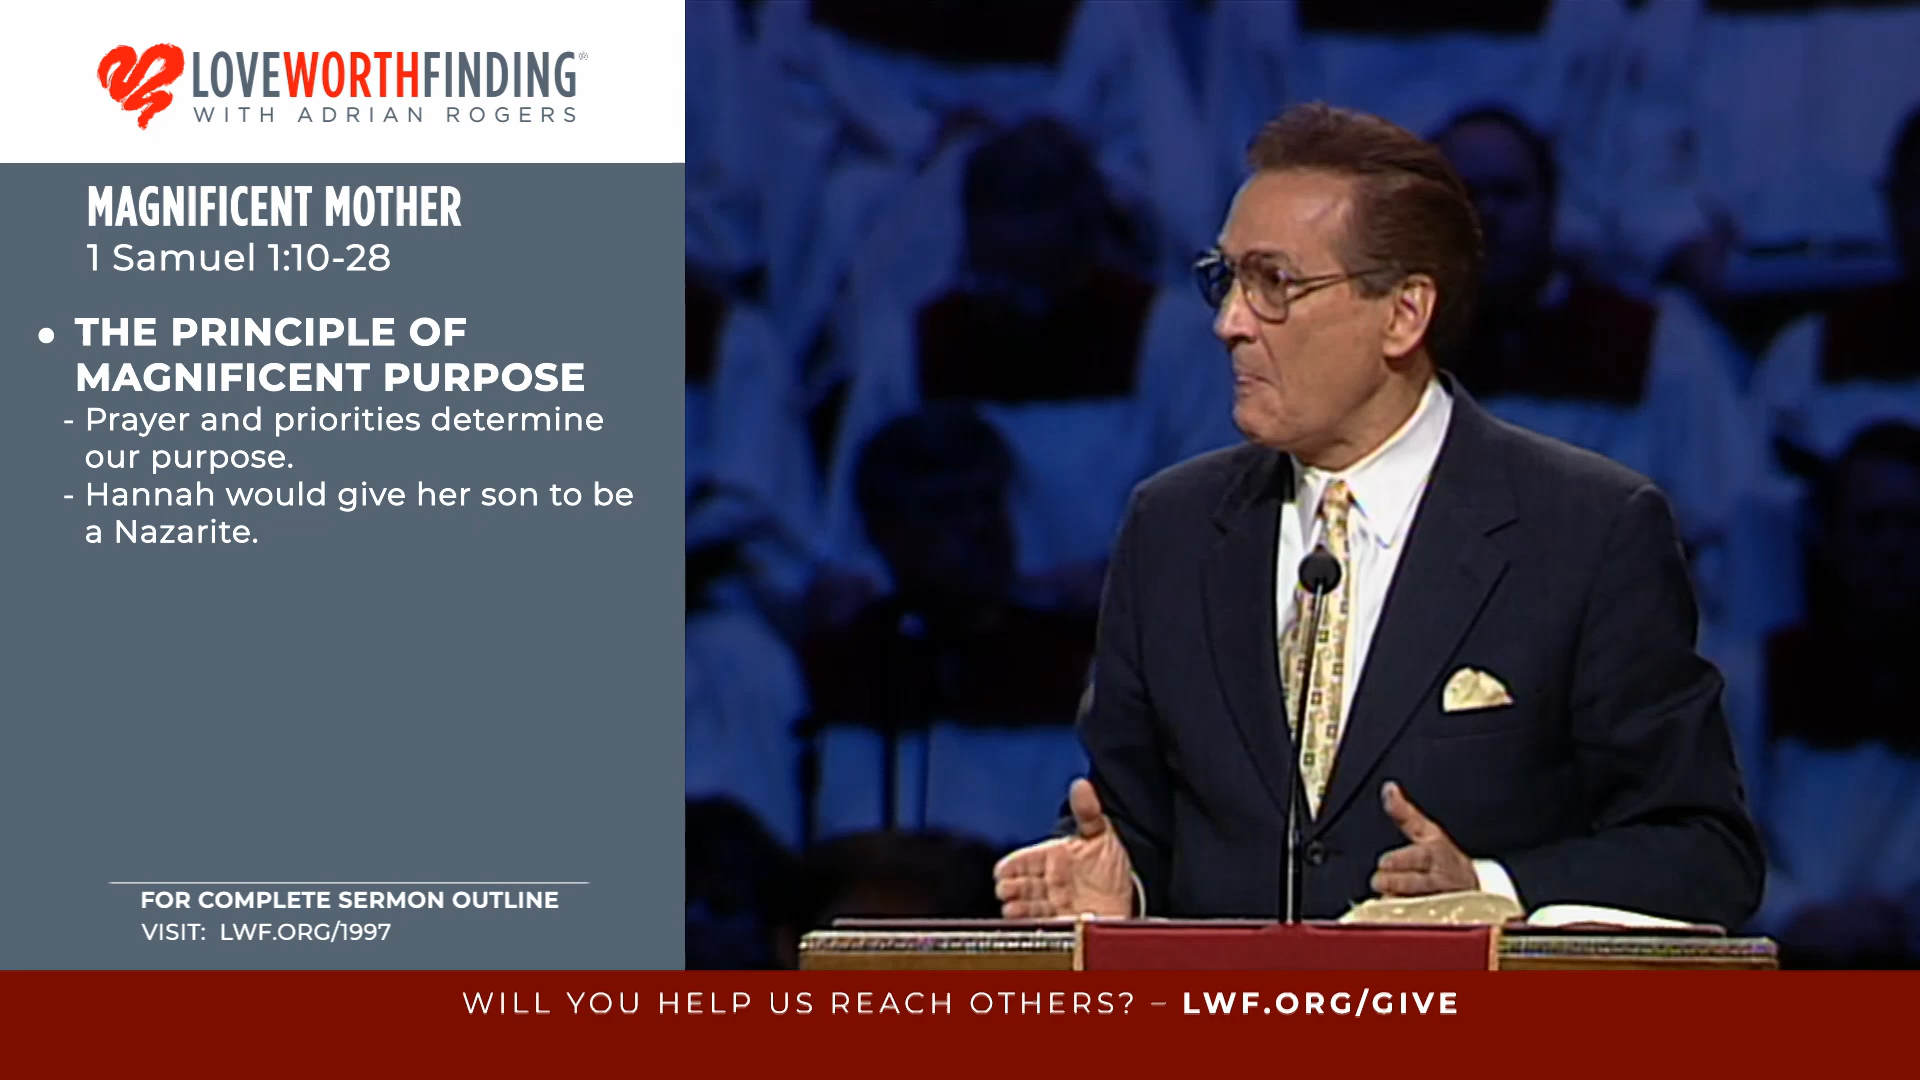 LOVEWORTHFINDING®
WITH ADRIAN ROGERS
MAGNIFICENT MOTHER
1 Samuel 1:10-28
• THE PRINCIPLE OF
MAGNIFICENT PURPOSE
- Prayer and priorities determine
our purpose.
- Hannah would give her son to be
a Nazarite.
FOR COMPLETE SERMON OUTLINE
VISIT: LWF.ORG/1997
WILL YOU HELP US REACH OTHERS? – LWF.ORG/GIVE